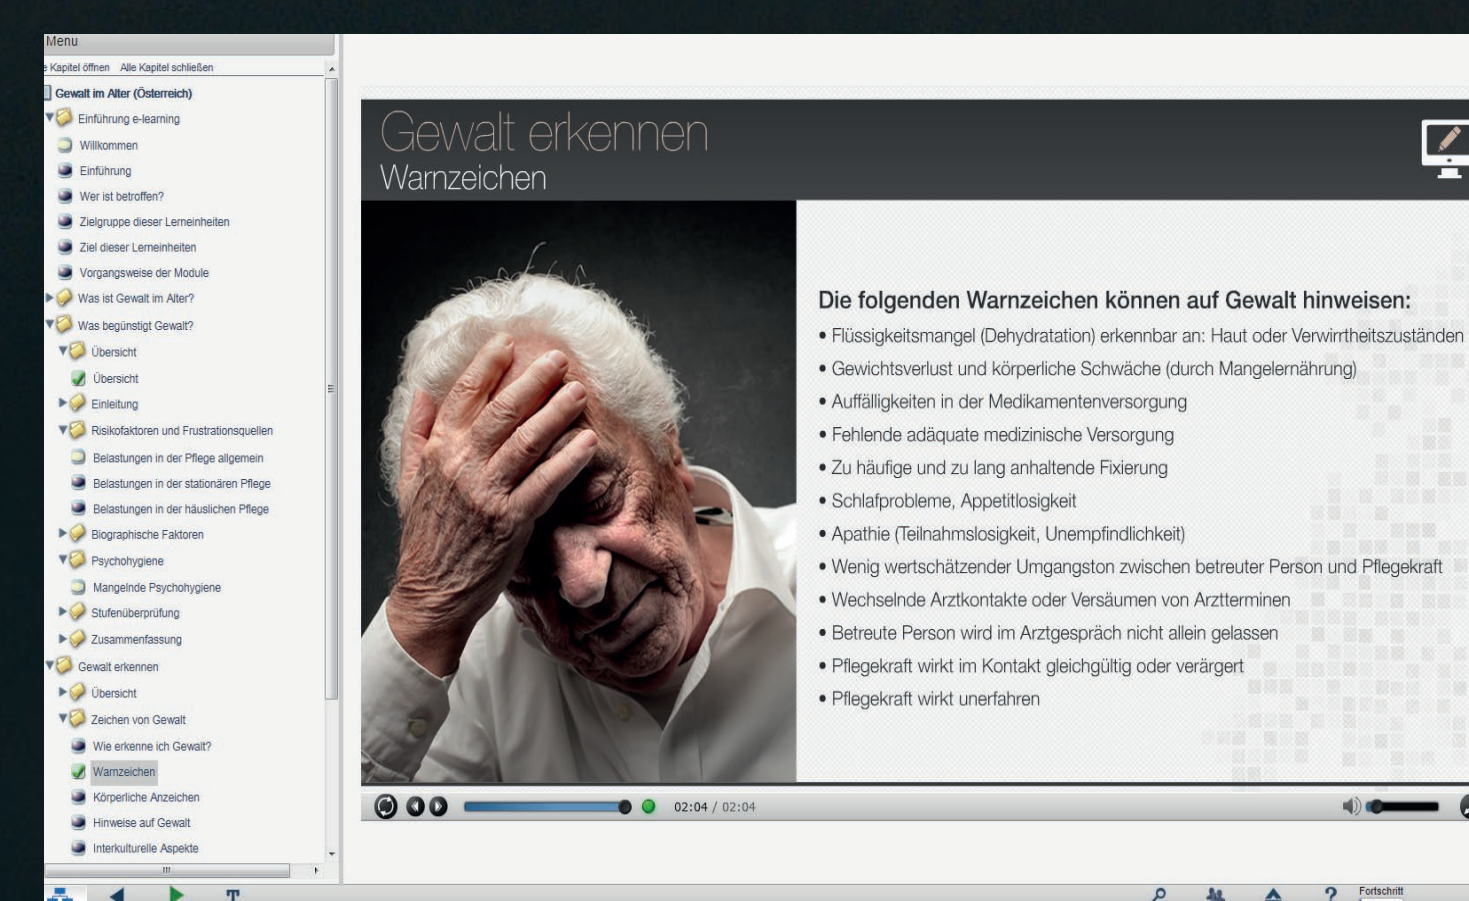 Menu
Kapitel öffnen Alle Kapitel schließen
Gewalt im Alter (Österreich)
Einführung e-learning
Willkommen
Einführung
Wer ist betroffen?
Zielgruppe dieser Lerneinheiten
Ziel dieser Lerneinheiten
Vorgangsweise der Module
Was ist Gewalt im Alter?
Was begünstigt Gewalt?
Übersicht
Übersicht
Einleitung
Risikofaktoren und Frustrationsquellen
Belastungen in der Pflege allgemein
Belastungen in der stationären Pflege
Belastungen in der häuslichen Pflege
Biographische Faktoren
Psychohygiene
Mangelnde Psychohygiene
Stufenüberprüfung
Zusammenfassung
Gewalt erkennen
Übersicht
Zeichen von Gewalt
Wie erkenne ich Gewalt?
Warnzeichen
Körperliche Anzeichen
Hinweise auf Gewalt
Interkulturelle Aspekte
Gewalt erkennen
Warnzeichen
Die folgenden Warnzeichen können auf Gewalt hinweisen:
• Flüssigkeitsmangel (Dehydratation) erkennbar an: Haut oder Verwirrtheitszuständen
• Gewichtsverlust und körperliche Schwäche (durch Mangelernährung)
• Auffälligkeiten in der Medikamentenversorgung
• Fehlende adäquate medizinische Versorgung
• Zu häufige und zu lang anhaltende Fixierung
• Schlafprobleme, Appetitlosigkeit
• Apathie (Teilnahmslosigkeit, Unempfindlichkeit)
• Wenig wertschätzender Umgangston zwischen betreuter Person und Pflegekraft
• Wechselnde Arztkontakte oder Versäumen von Arztterminen
• Betreute Person wird im Arztgespräch nicht allein gelassen
• Pflegekraft wirkt im Kontakt gleichgültig oder verärgert
• Pflegekraft wirkt unerfahren
02:04 / 02:04
T ? Fortschritt